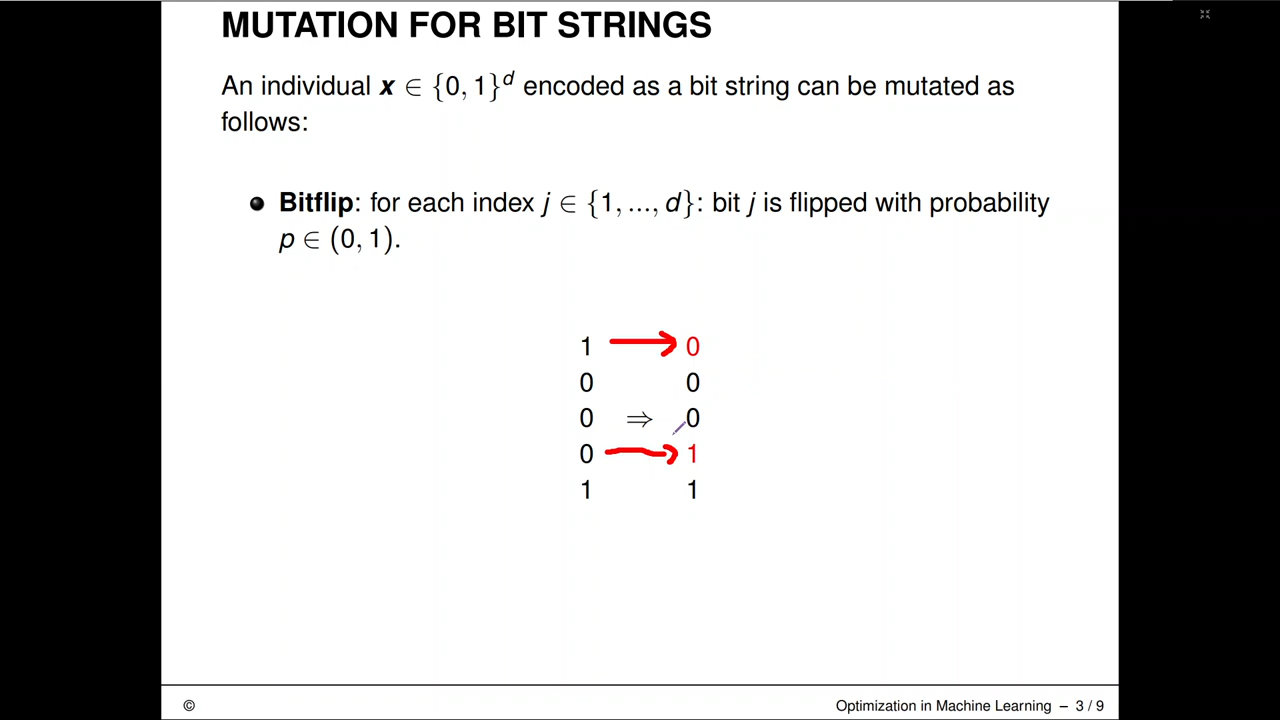 MUTATION FOR BIT STRINGS
An individual x ∈ {0, 1}^d encoded as a bit string can be mutated as
follows:
Bitflip: for each index j ∈ {1, ..., d}: bit j is flipped with probability
p ∈ (0, 1).
1 0
0 0
0 ⇒ 0
0 1
1 1
© Optimization in Machine Learning – 3 / 9